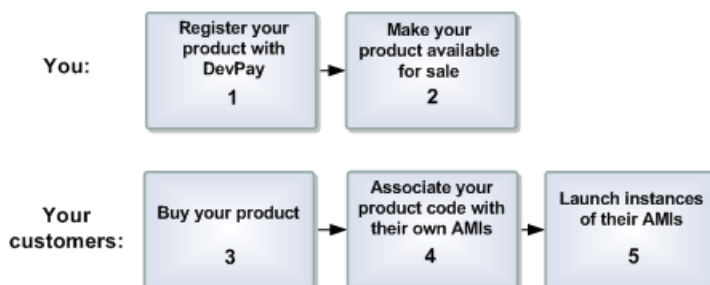 You:
Register your
product with
DevPay
1
Make your
product available
for sale
2
Your
customers:
Buy your product
3
Associate your
product code with
their own AMIs
4
Launch instances
of their AMIs
5